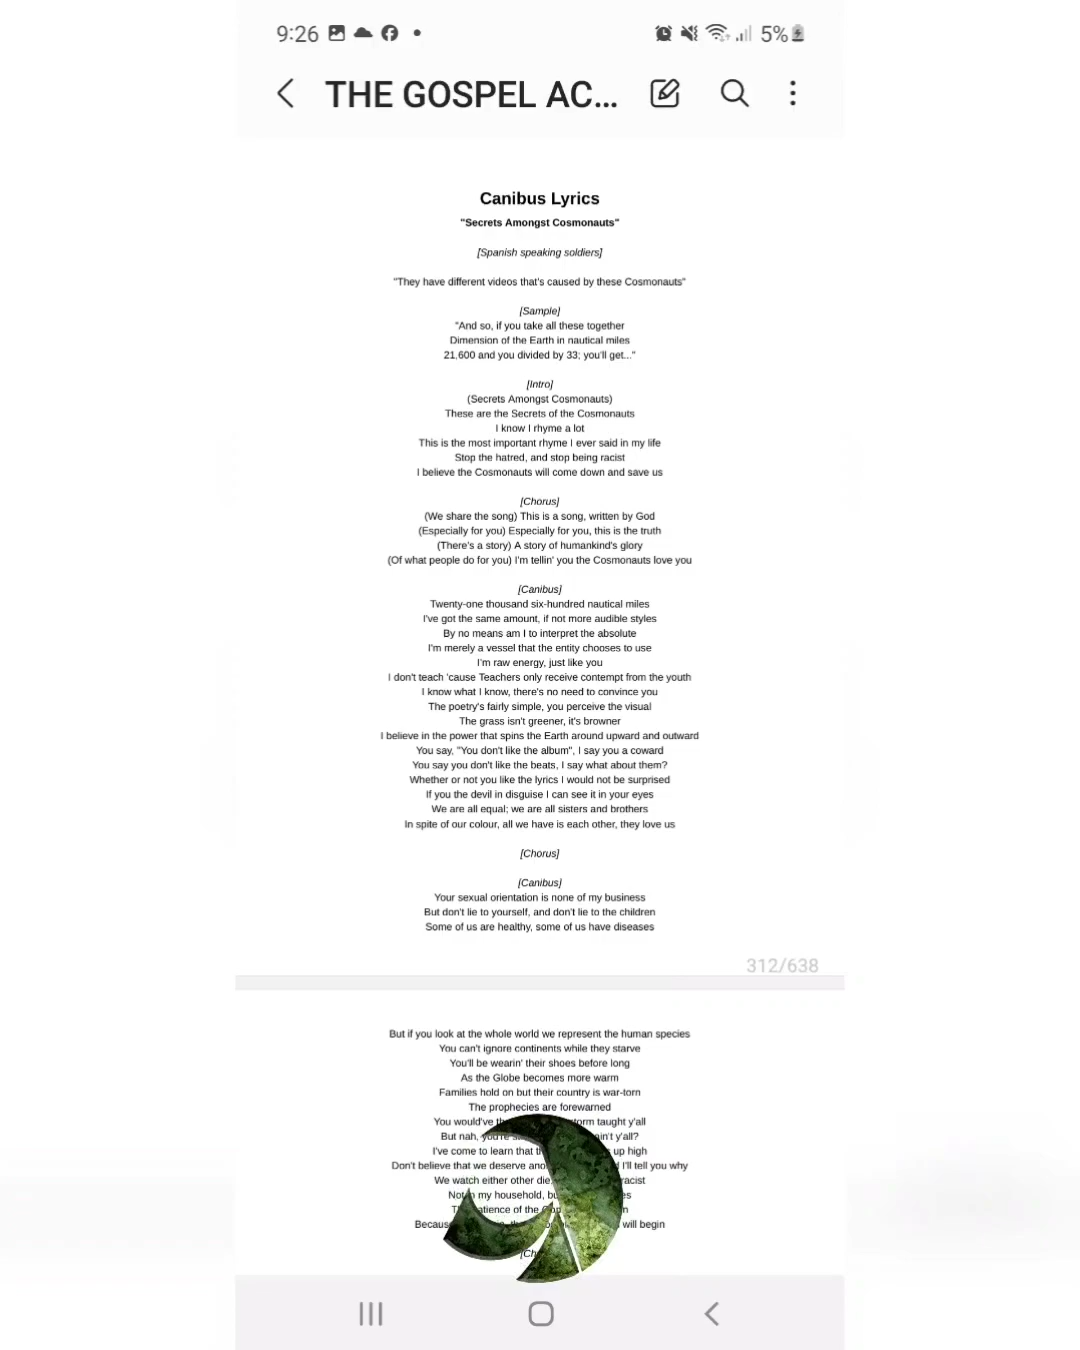 9:26
5%
THE GOSPEL AC...
Canibus Lyrics
"Secrets Amongst Cosmonauts"
[Spanish speaking soldiers]
"They have different videos that's caused by these Cosmonauts"
[Sample]
"And so, if you take all these together
Dimension of the Earth in nautical miles
21,600 and you divided by 33; you'll get..."
[Intro]
(Secrets Amongst Cosmonauts)
These are the Secrets of the Cosmonauts
I know I rhyme a lot
This is the most important rhyme I ever said in my life
Stop the hatred, and stop being racist
I believe the Cosmonauts will come down and save us
[Chorus]
(We share the song) This is a song, written by God
(Especially for you) Especially for you, this is the truth
(There's a story) A story of humankind's glory
(Of what people do for you) I'm tellin' you the Cosmonauts love you
[Canibus]
Twenty-one thousand six-hundred nautical miles
I've got the same amount, if not more audible styles
By no means am I to interpret the absolute
I'm merely a vessel that the entity chooses to use
I'm raw energy, just like you
I don't teach 'cause Teachers only receive contempt from the youth
I know what I know, there's no need to convince you
The poetry's fairly simple, you perceive the visual
The grass isn't greener, it's browner
I believe in the power that spins the Earth around upward and outward
You say, "You don't like the album", I say you a coward
You say you don't like the beats, I say what about them?
Whether or not you like the lyrics I would not be surprised
If you the devil in disguise I can see it in your eyes
We are all equal; we are all sisters and brothers
In spite of our colour, all we have is each other, they love us
[Chorus]
[Canibus]
Your sexual orientation is none of my business
But don't lie to yourself, and don't lie to the children
Some of us are healthy, some of us have diseases
312/638
But if you look at the whole world we represent the human species
You can't ignore continents while they starve
You'll be wearin' their shoes before long
As the Globe becomes more warm
Families hold on but their country is war-torn
The prophecies are forewarned
You would've taught y'all
But nah, you're y'all?
I've come to learn that up high
Don't believe that we deserve I'll tell you why
We watch either other die racist
Not my household,
of the
will begin